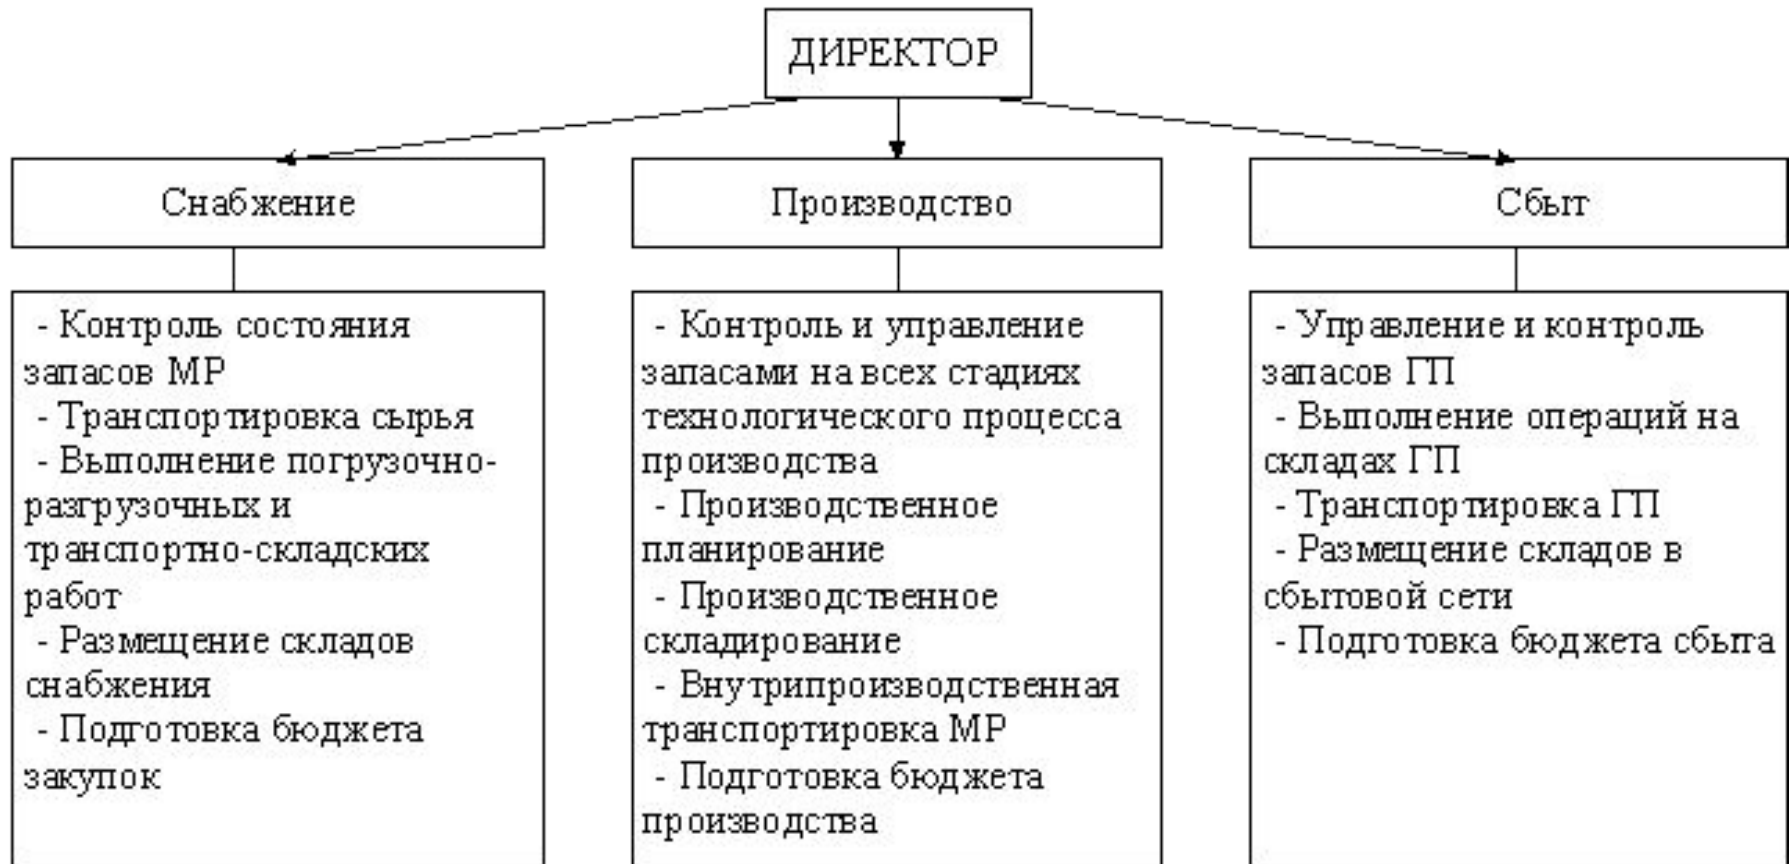 ДИРЕКТОР
Снабжение
- Контроль состояния
запасов МР
- Транспортировка сырья
- Выполнение погрузочно-
разгрузочных и
транспортно-складских
работ
- Размещение складов
снабжения
- Подготовка бюджета
закупок
Производство
- Контроль и управление
запасами на всех стадиях
технологического процесса
производства
- Производственное
планирование
- Производственное
складирование
- Внутрипроизводственная
транспортировка МР
- Подготовка бюджета
производства
Сбыт
- Управление и контроль
запасов ГП
- Выполнение операций на
складах ГП
- Транспортировка ГП
- Размещение складов в
сбытовой сети
- Подготовка бюджета сбыта